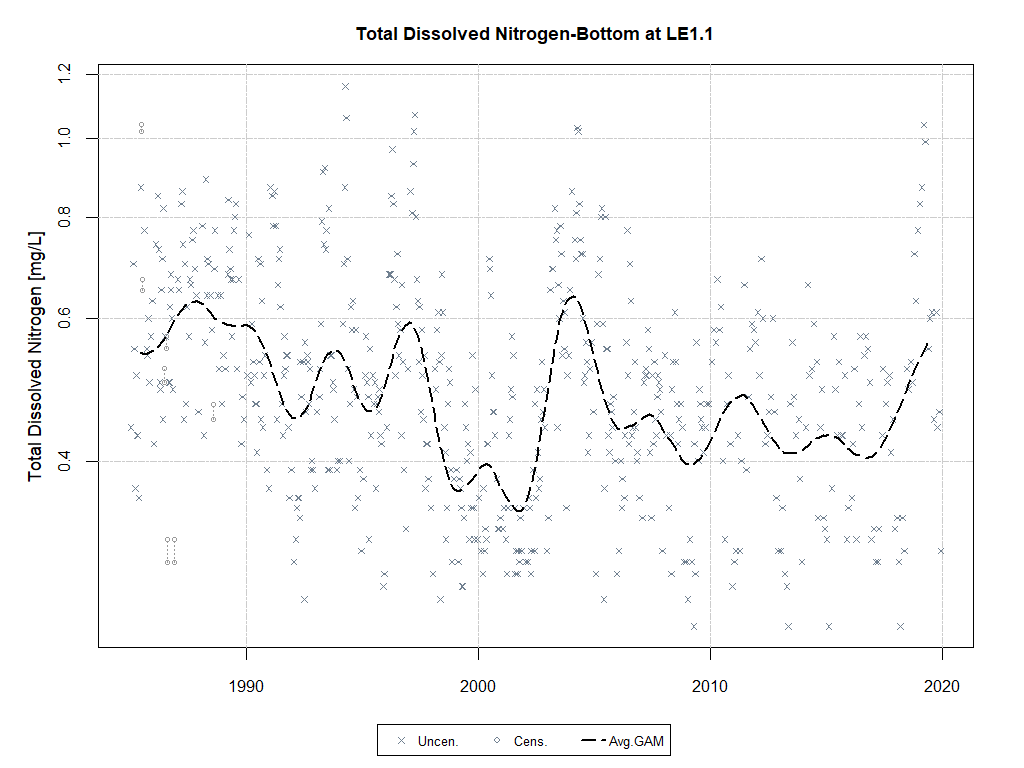 Total Dissolved Nitrogen-Bottom at LE1.1
Total Dissolved Nitrogen [mg/L]
1.2
1.0
0.8
0.6
0.4
1990 2000 2010 2020
Uncen. Cens. Avg.GAM